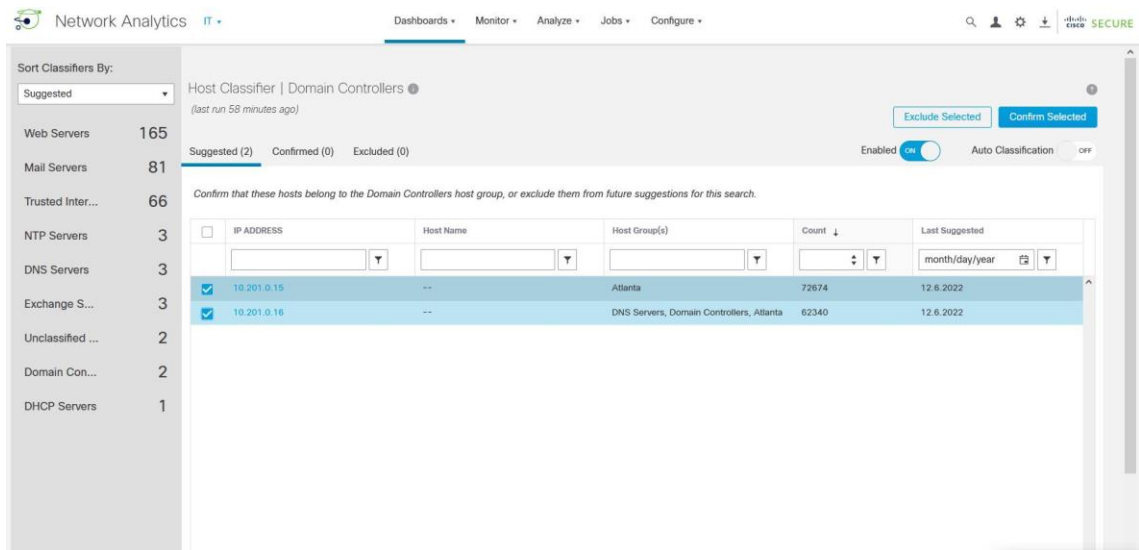 Network Analytics IT Dashboards Monitor Analyze Jobs Configure CISCO SECURE
Sort Classifiers By:
Suggested
Web Servers 165
Mail Servers 81
Trusted Inter... 66
NTP Servers 3
DNS Servers 3
Exchange S... 3
Unclassified ... 2
Domain Con... 2
DHCP Servers 1
Host Classifier | Domain Controllers
(last run 58 minutes ago)
Exclude Selected Confirm Selected
Suggested (2) Confirmed (0) Excluded (0) Enabled ON Auto Classification OFF
Confirm that these hosts belong to the Domain Controllers host group, or exclude them from future suggestions for this search.
IP ADDRESS Host Name Host Group(s) Count Last Suggested
month/day/year
10.201.0.15 -- Atlanta 72674 12.6.2022
10.201.0.16 -- DNS Servers, Domain Controllers, Atlanta 62340 12.6.2022